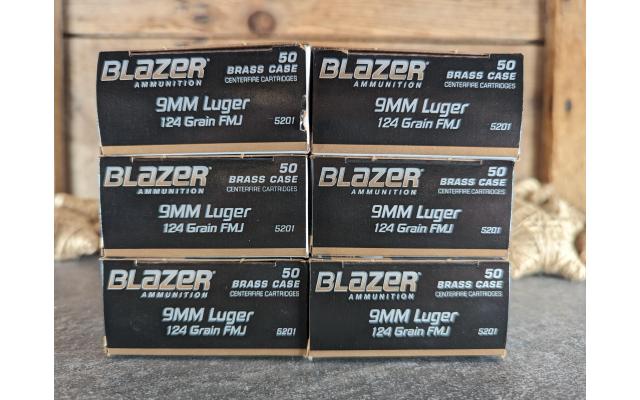 BLAZER
AMMUNITION
50
BRASS CASE
CENTERFIRE CARTRIDGES
9MM Luger
124 Grain FMJ
5201
BLAZER
AMMUNITION
50
BRASS CASE
CENTERFIRE CARTRIDGES
9MM Luger
124 Grain FMJ
5201
BLAZER
AMMUNITION
50
BRASS CASE
CENTERFIRE CARTRIDGES
9MM Luger
124 Grain FMJ
5201
BLAZER
AMMUNITION
50
BRASS CASE
CENTERFIRE CARTRIDGES
9MM Luger
124 Grain FMJ
5201
BLAZER
AMMUNITION
50
BRASS CASE
CENTERFIRE CARTRIDGES
9MM Luger
124 Grain FMJ
5201
BLAZER
AMMUNITION
50
BRASS CASE
CENTERFIRE CARTRIDGES
9MM Luger
124 Grain FMJ
5201